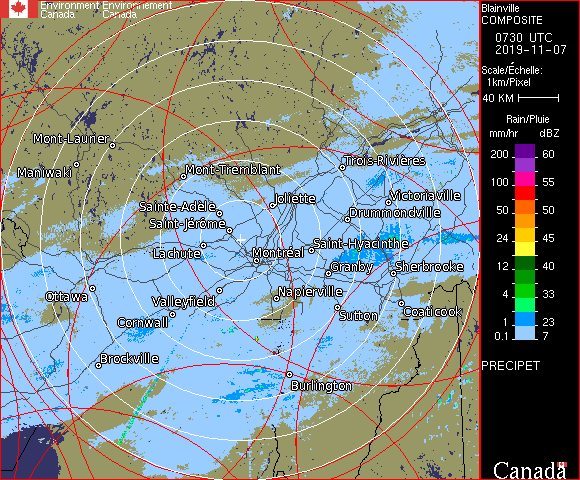 Environment Environnement
Canada Canada
Blainville
COMPOSITE
0730 UTC
2019-11-07
Scale/Échelle:
1km/Pixel
40 KM
Rain/Pluie
mm/hr dBZ
200 60
100 55
50 50
24 45
12 40
4 33
1 23
0.1 7
PRECIPET
Mont-Laurier
Maniwaki
Mont-Tremblant
Trois-Rivières
Sainte-Adèle
Joliette
Victoriaville
Saint-Jérôme
Drummondville
Lachute
Montréal
Saint-Hyacinthe
Granby
Sherbrooke
Ottawa
Valleyfield
Napierville
Cornwall
Sutton
Coaticook
Brockville
Burlington
Canada